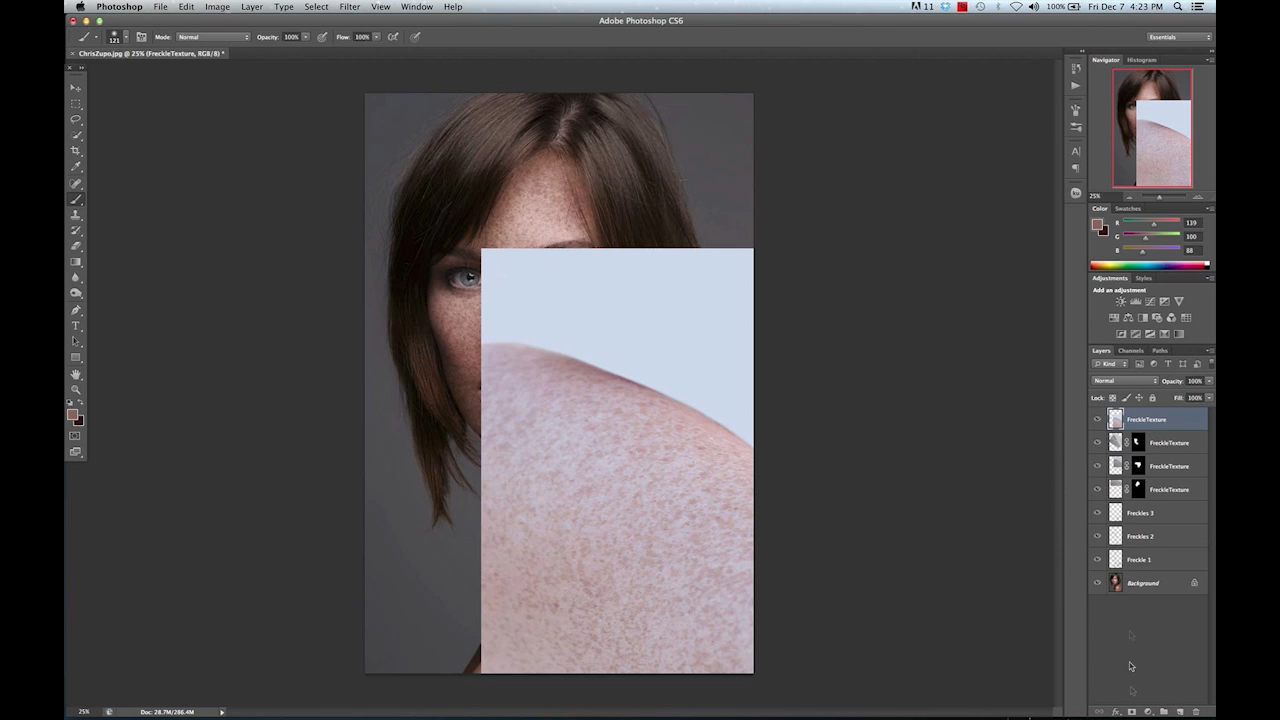 Photoshop File Edit Image Layer Type Select Filter View Window Help 11 100% Fri Dec 7 4:23 PM
Adobe Photoshop CS6
121 Mode: Normal Opacity: 100% Flow: 100% Essentials
ChrisZupo.jpg @ 25% (FreckleTexture, RGB/8) *
Navigator Histogram
25%
Color Swatches
R 139
G 100
B 88
Adjustments Styles
Add an adjustment
Layers Channels Paths
Kind
Normal Opacity: 100%
Lock: Fill: 100%
FreckleTexture
FreckleTexture
FreckleTexture
FreckleTexture
Freckles 3
Freckles 2
Freckle 1
Background
25% Doc: 28.7M/286.4M